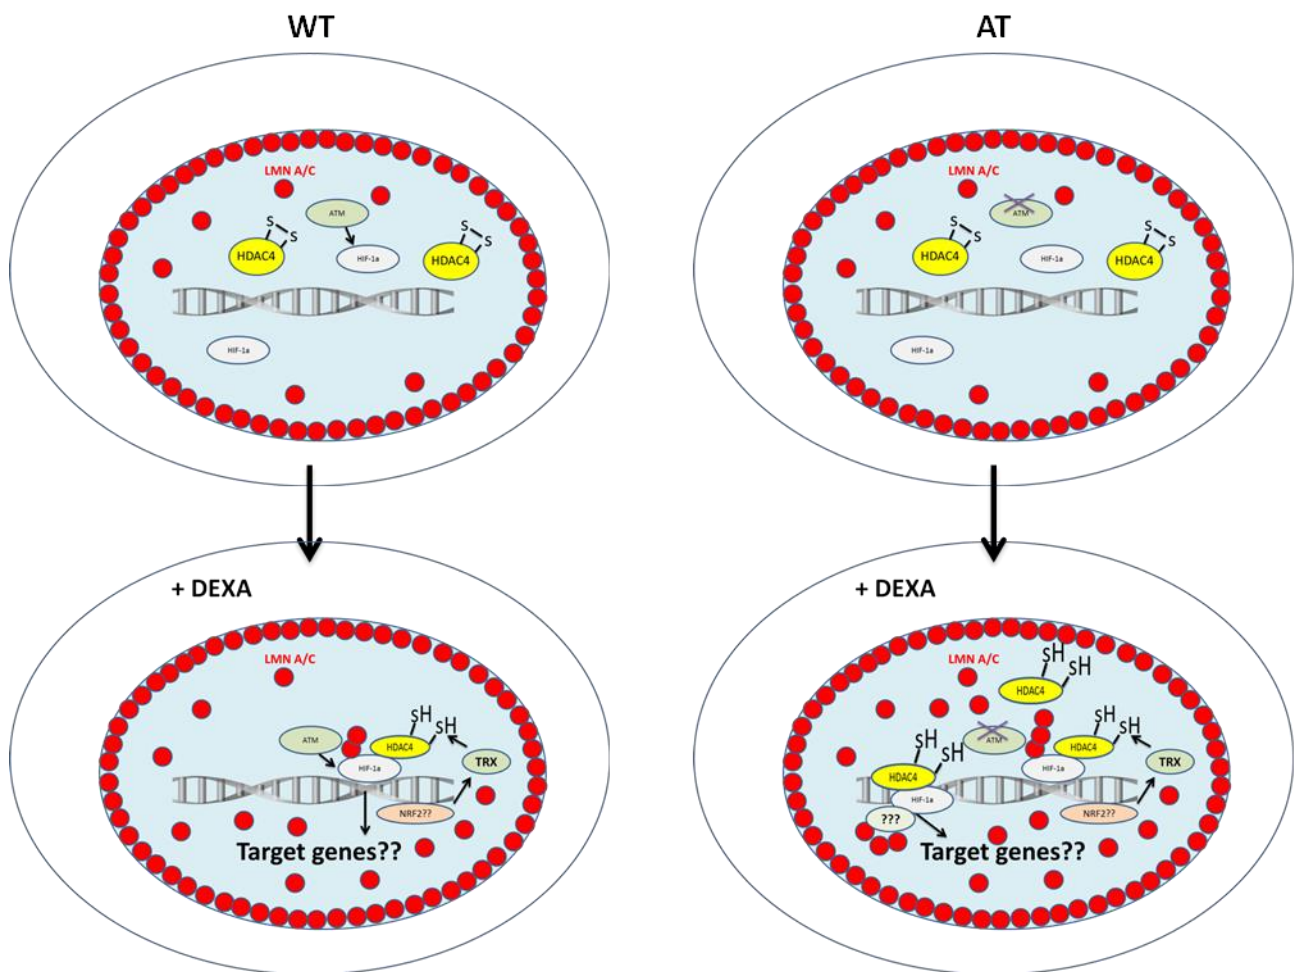 WT
AT
LMN A/C
ATM
S
S
HDAC4
HIF-1a
S
S
HDAC4
HIF-1a
LMN A/C
ATM
S
S
HDAC4
HIF-1a
S
S
HDAC4
HIF-1a
+ DEXA
LMN A/C
sH
sH
ATM
HDAC4
HIF-1a
TRX
NRF2??
Target genes??
+ DEXA
LMN A/C
sH
sH
HDAC4
sH
sH
ATM
sH
sH
HDAC4
HDAC4
HIF-1a
TRX
HIF-1a
???
NRF2??
Target genes??